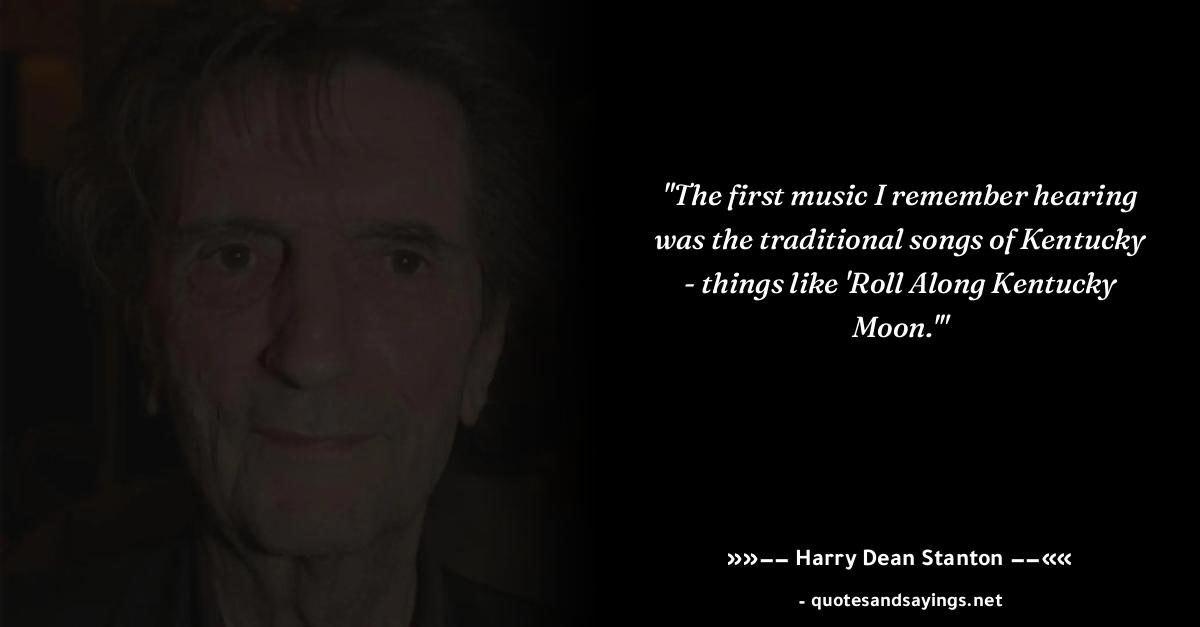 "The first music I remember hearing
was the traditional songs of Kentucky
- things like 'Roll Along Kentucky
Moon.'"
»»−− Harry Dean Stanton −−««
- quotesandsayings.net